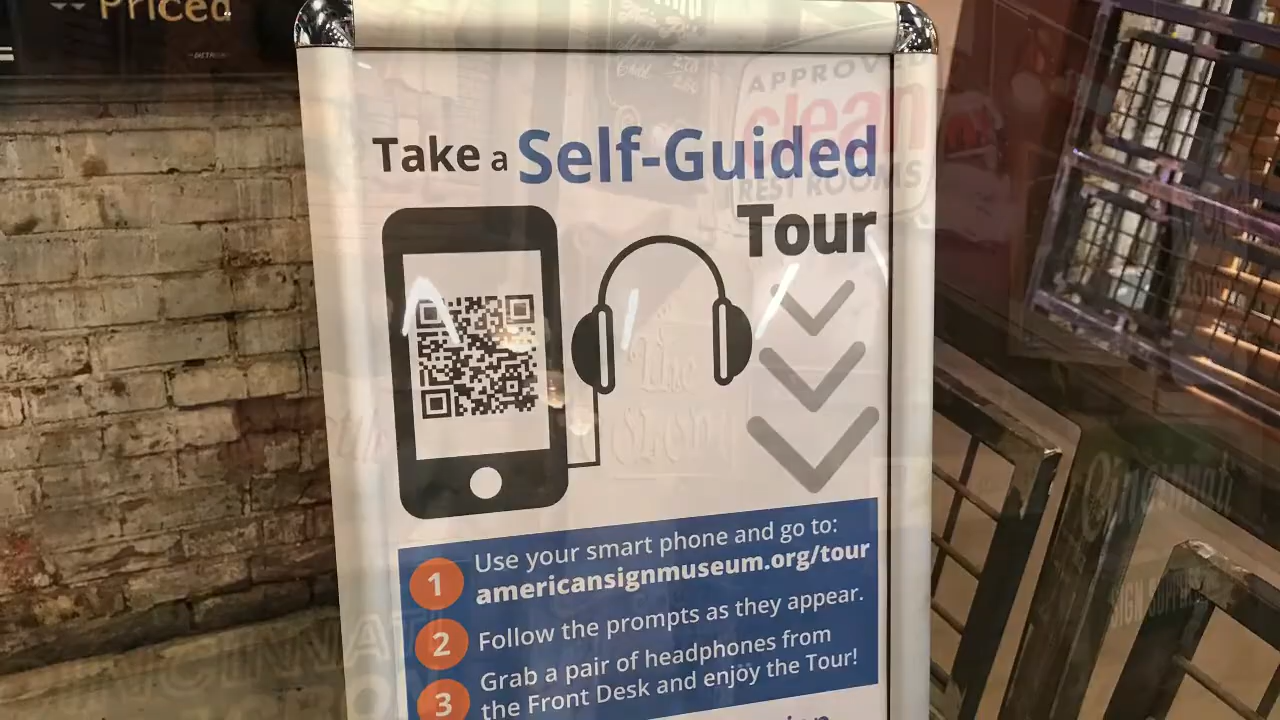 Priced
APPROVED
clean
REST ROOMS
Take a Self-Guided
Tour
The
1 Use your smart phone and go to:
americansignmuseum.org/tour
2 Follow the prompts as they appear.
3 Grab a pair of headphones from
the Front Desk and enjoy the Tour!